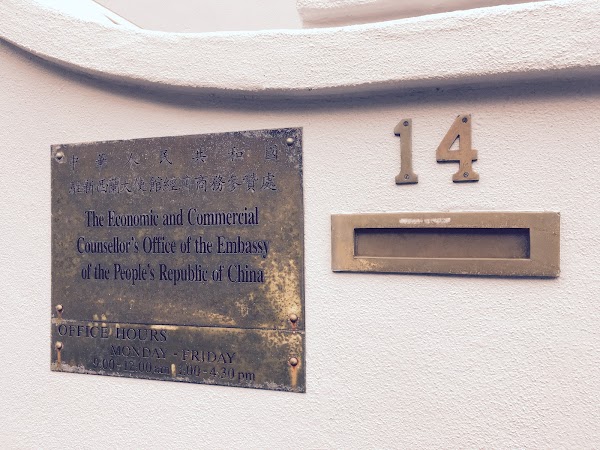 中華人民共和國
駐新西蘭大使館經濟商務參贊處
The Economic and Commercial
Counsellor's Office of the Embassy
of the People's Republic of China
OFFICE HOURS
MONDAY - FRIDAY
9:00 - 12:00 - 4:30 pm
14